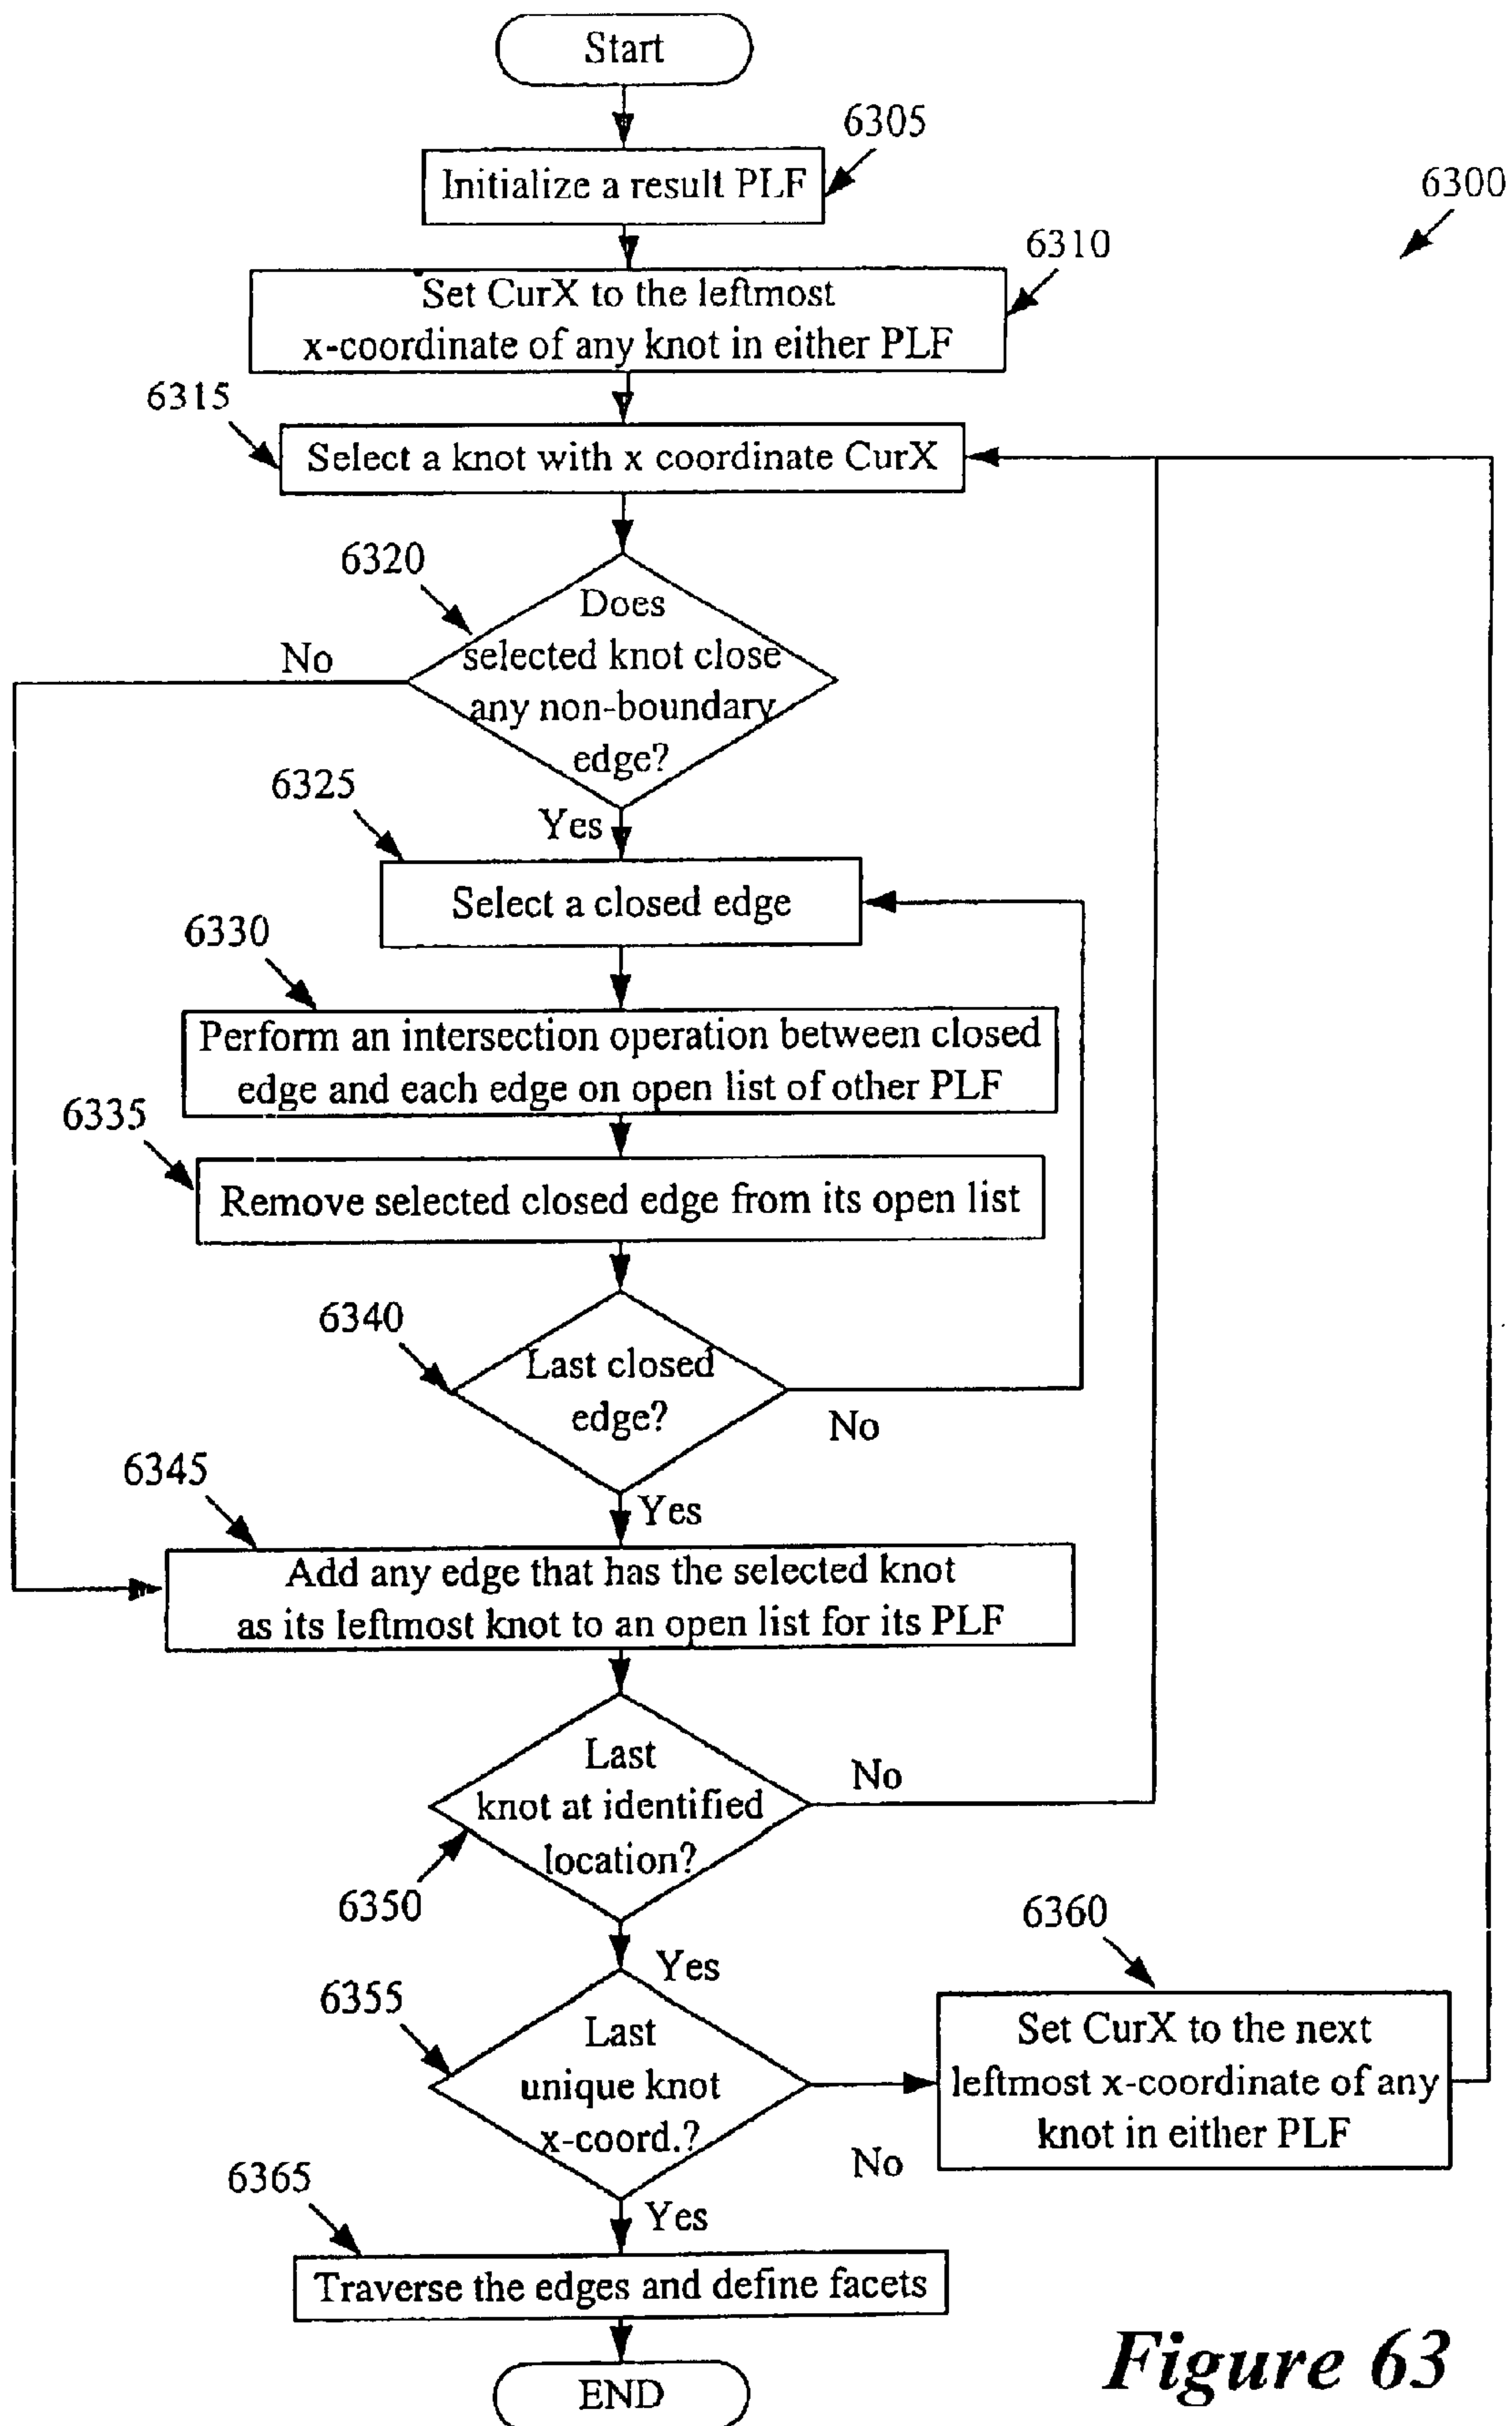 Start
6305
Initialize a result PLF
6300
6310
Set CurX to the leftmost
x-coordinate of any knot in either PLF
6315
Select a knot with x coordinate CurX
6320
Does
selected knot close
any non-boundary
edge?
No
6325
Yes
Select a closed edge
6330
Perform an intersection operation between closed
edge and each edge on open list of other PLF
6335
Remove selected closed edge from its open list
6340
Last closed
edge?
No
6345
Yes
Add any edge that has the selected knot
as its leftmost knot to an open list for its PLF
Last
knot at identified
location?
No
6350
6360
Yes
6355
Last
unique knot
x-coord.?
Set CurX to the next
leftmost x-coordinate of any
knot in either PLF
No
6365
Yes
Traverse the edges and define facets
END
Figure 63